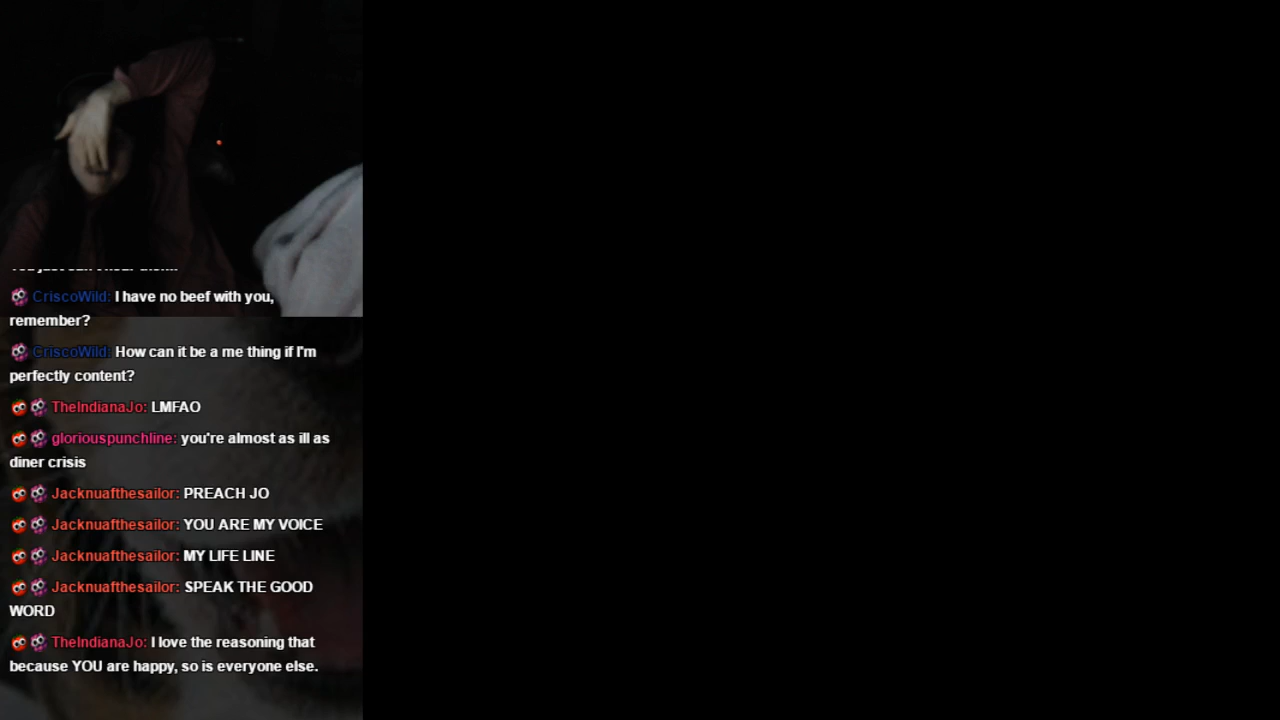 CriscoWild: I have no beef with you,
remember?
CriscoWild: How can it be a me thing if I'm
perfectly content?
TheIndianaJo: LMFAO
gloriouspunchline: you're almost as ill as
diner crisis
Jacknuafthesailor: PREACH JO
Jacknuafthesailor: YOU ARE MY VOICE
Jacknuafthesailor: MY LIFE LINE
Jacknuafthesailor: SPEAK THE GOOD
WORD
TheIndianaJo: I love the reasoning that
because YOU are happy, so is everyone else.